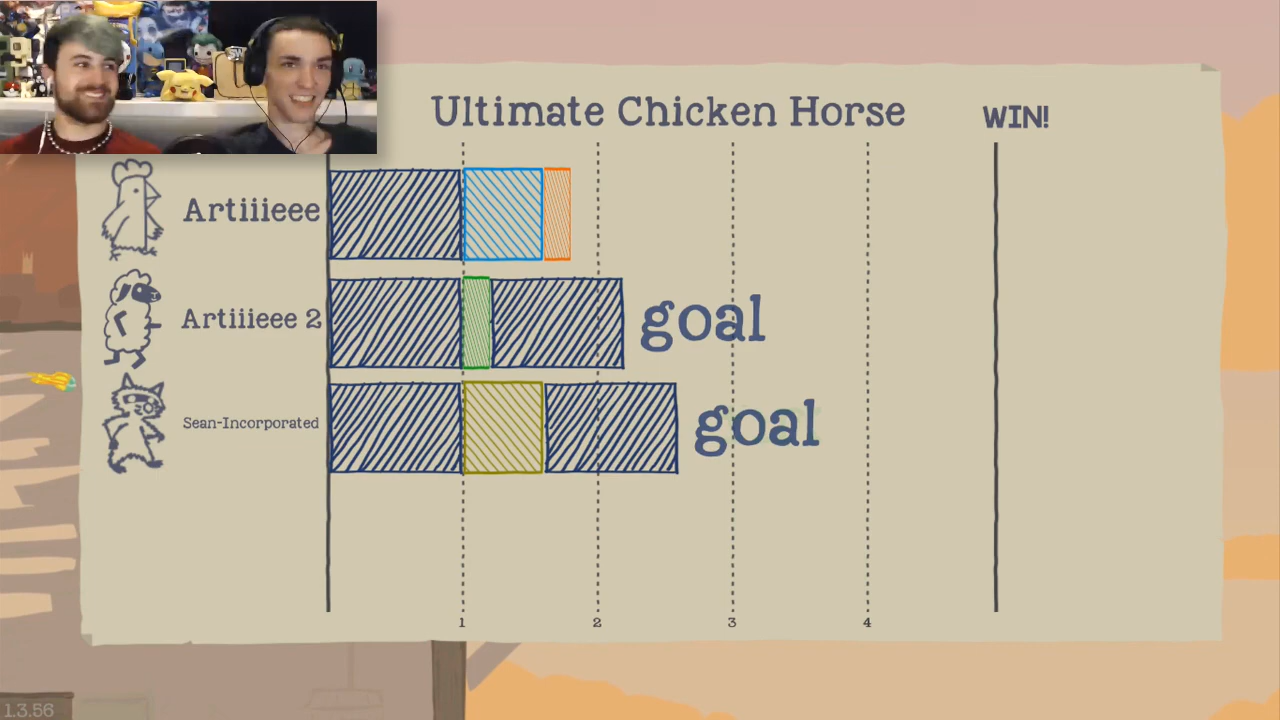 Ultimate Chicken Horse
WIN!
Artiiieee
Artiiieee 2
goal
Sean-Incorporated
goal
1 2 3 4
1.3.56